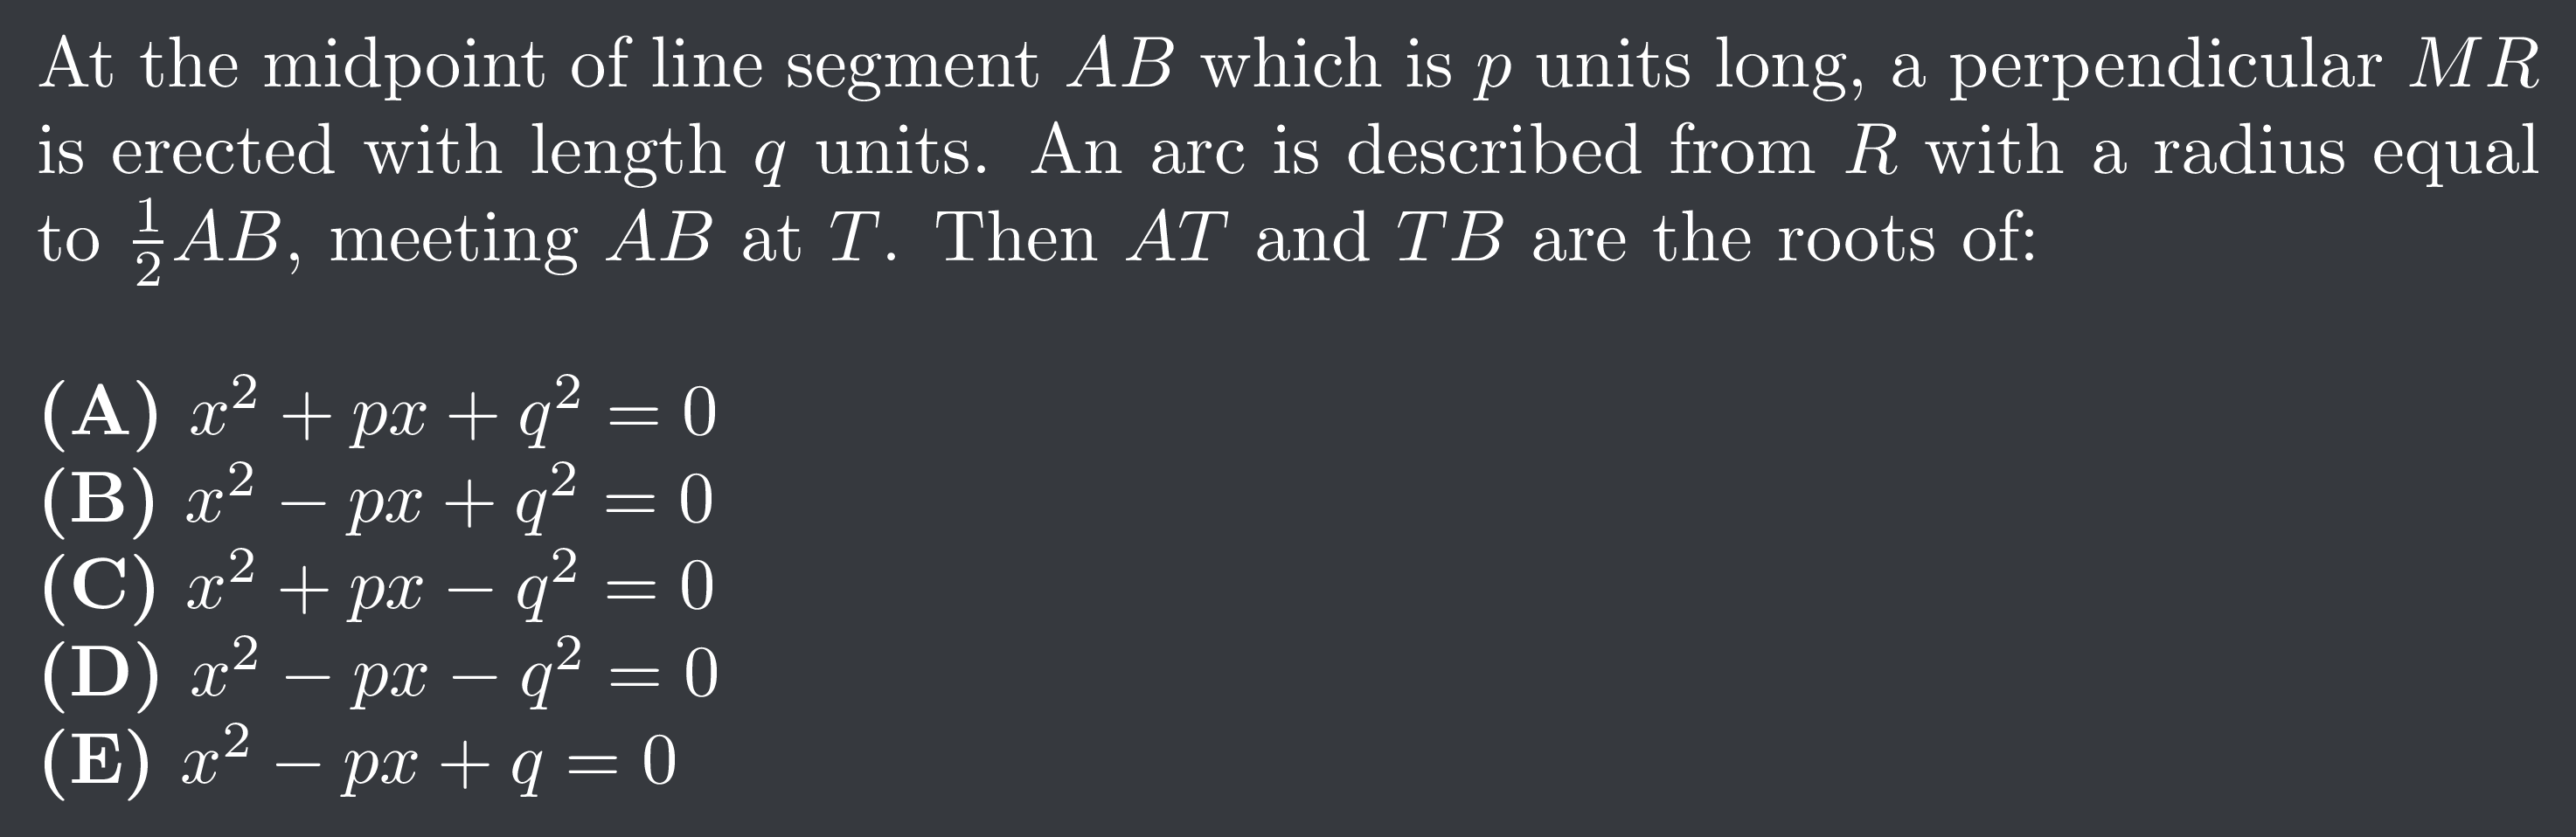 At the midpoint of line segment $AB$ which is $p$ units long, a perpendicular $MR$
is erected with length $q$ units. An arc is described from $R$ with a radius equal
to $\frac{1}{2}AB$, meeting $AB$ at $T$. Then $AT$ and $TB$ are the roots of:
(A) $x^2 + px + q^2 = 0$
(B) $x^2 - px + q^2 = 0$
(C) $x^2 + px - q^2 = 0$
(D) $x^2 - px - q^2 = 0$
(E) $x^2 - px + q = 0$